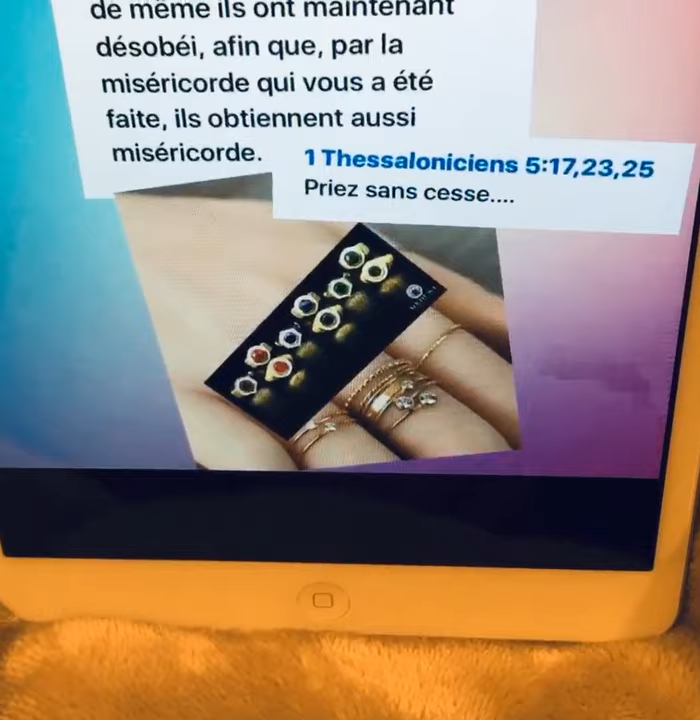 de même ils ont maintenant
désobéi, afin que, par la
miséricorde qui vous a été
faite, ils obtiennent aussi
miséricorde.
1 Thessaloniciens 5:17,23,25
Priez sans cesse....